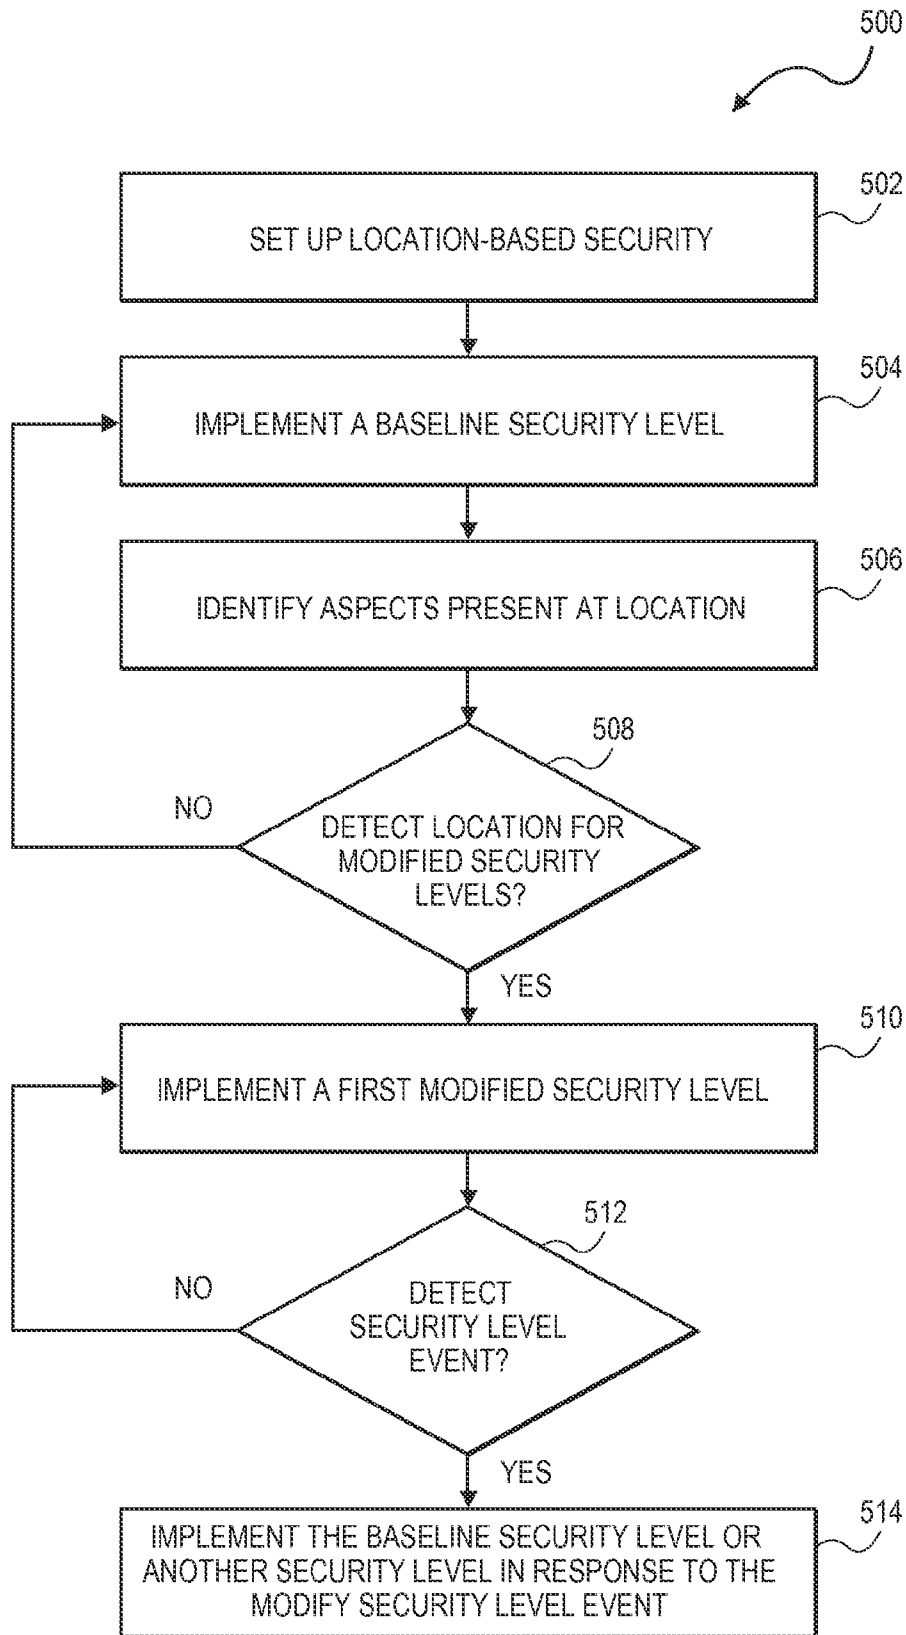 500
502
SET UP LOCATION-BASED SECURITY
504
IMPLEMENT A BASELINE SECURITY LEVEL
506
IDENTIFY ASPECTS PRESENT AT LOCATION
508
NO
DETECT LOCATION FOR
MODIFIED SECURITY
LEVELS?
YES
510
IMPLEMENT A FIRST MODIFIED SECURITY LEVEL
512
NO
DETECT
SECURITY LEVEL
EVENT?
YES
514
IMPLEMENT THE BASELINE SECURITY LEVEL OR
ANOTHER SECURITY LEVEL IN RESPONSE TO THE
MODIFY SECURITY LEVEL EVENT